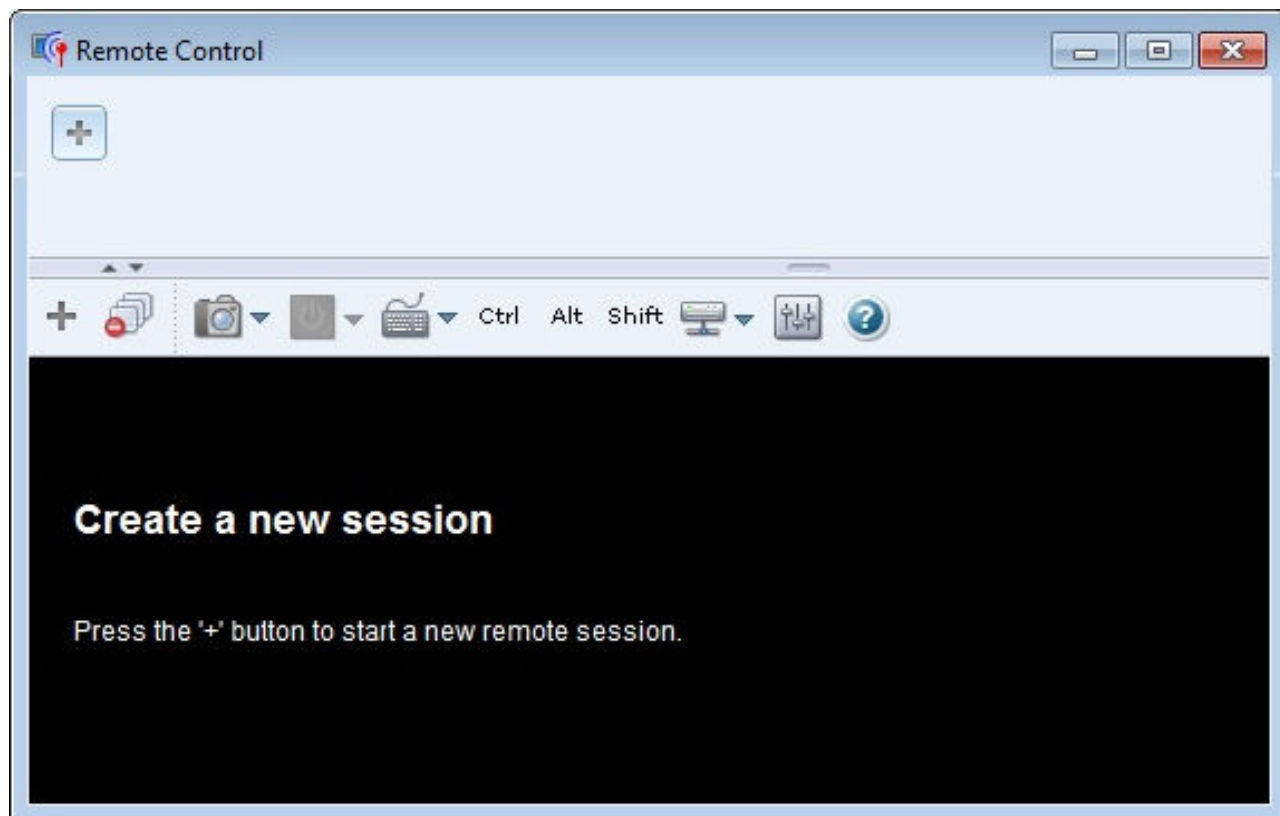 Remote Control
Ctrl Alt Shift
Create a new session
Press the '+' button to start a new remote session.